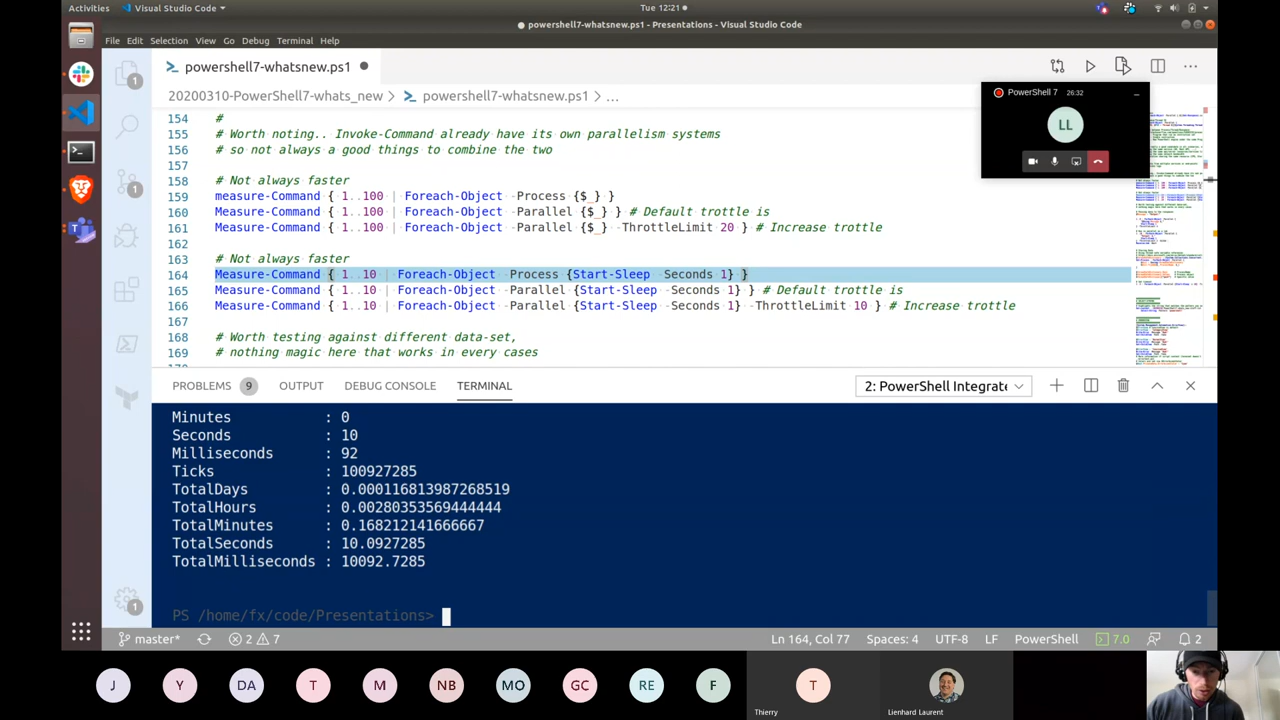 Activities
Visual Studio Code
Tue 12:21
powershell7-whatsnew.ps1 - Presentations - Visual Studio Code
File Edit Selection View Go Debug Terminal Help
powershell7-whatsnew.ps1
20200310-PowerShell7-whats_new > powershell7-whatsnew.ps1 > ...
PowerShell 7 26:32
LL
154 #
155 # Worth noting.. Invoke-Command already have its own parallelism systems
156 # so not always good things to combine the two
157
158 # Not always faster
159 measure-Command { 1..100 | Foreach-Object -Process {$_} }
160 Measure-Command { 1..100 | Foreach-Object -Parallel {$_} } # Default trottle is 5
161 Measure-Command { 1..100 | Foreach-Object -Parallel {$_} -ThrottleLimit 20 } # Increase trottle
162
163 # Not always faster
164 Measure-Command { 1..10 | Foreach-Object -Process {Start-Sleep -Second 1} }
165 Measure-Command { 1..10 | Foreach-Object -Parallel {Start-Sleep -Second 1} } # Default trottle is 5
166 Measure-Command { 1..10 | Foreach-Object -Parallel {Start-Sleep -Second 1} -ThrottleLimit 10 } # Increase trottle
167
168 # Worth testing against different data-set,
169 # nothing magic here that works for every cases
PROBLEMS 9 OUTPUT DEBUG CONSOLE TERMINAL
2: PowerShell Integrate
Minutes : 0
Seconds : 10
Milliseconds : 92
Ticks : 100927285
TotalDays : 0.000116813987268519
TotalHours : 0.00280353569444444
TotalMinutes : 0.168212141666667
TotalSeconds : 10.0927285
TotalMilliseconds : 10092.7285
PS /home/fx/code/Presentations>
master* 2 7 Ln 164, Col 77 Spaces: 4 UTF-8 LF PowerShell 7.0 2
J Y DA T M NB MO GC RE F T
Thierry
Lienhard Laurent